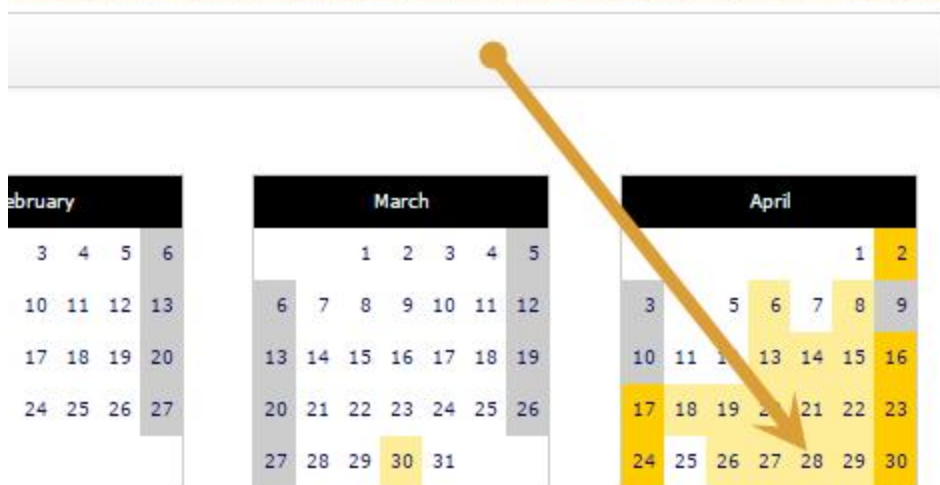 ebruary
3 4 5 6
10 11 12 13
17 18 19 20
24 25 26 27
March
1 2 3 4 5
6 7 8 9 10 11 12
13 14 15 16 17 18 19
20 21 22 23 24 25 26
27 28 29 30 31
April
1 2
3 5 6 7 8 9
10 11 13 14 15 16
17 18 19 21 22 23
24 25 26 27 28 29 30